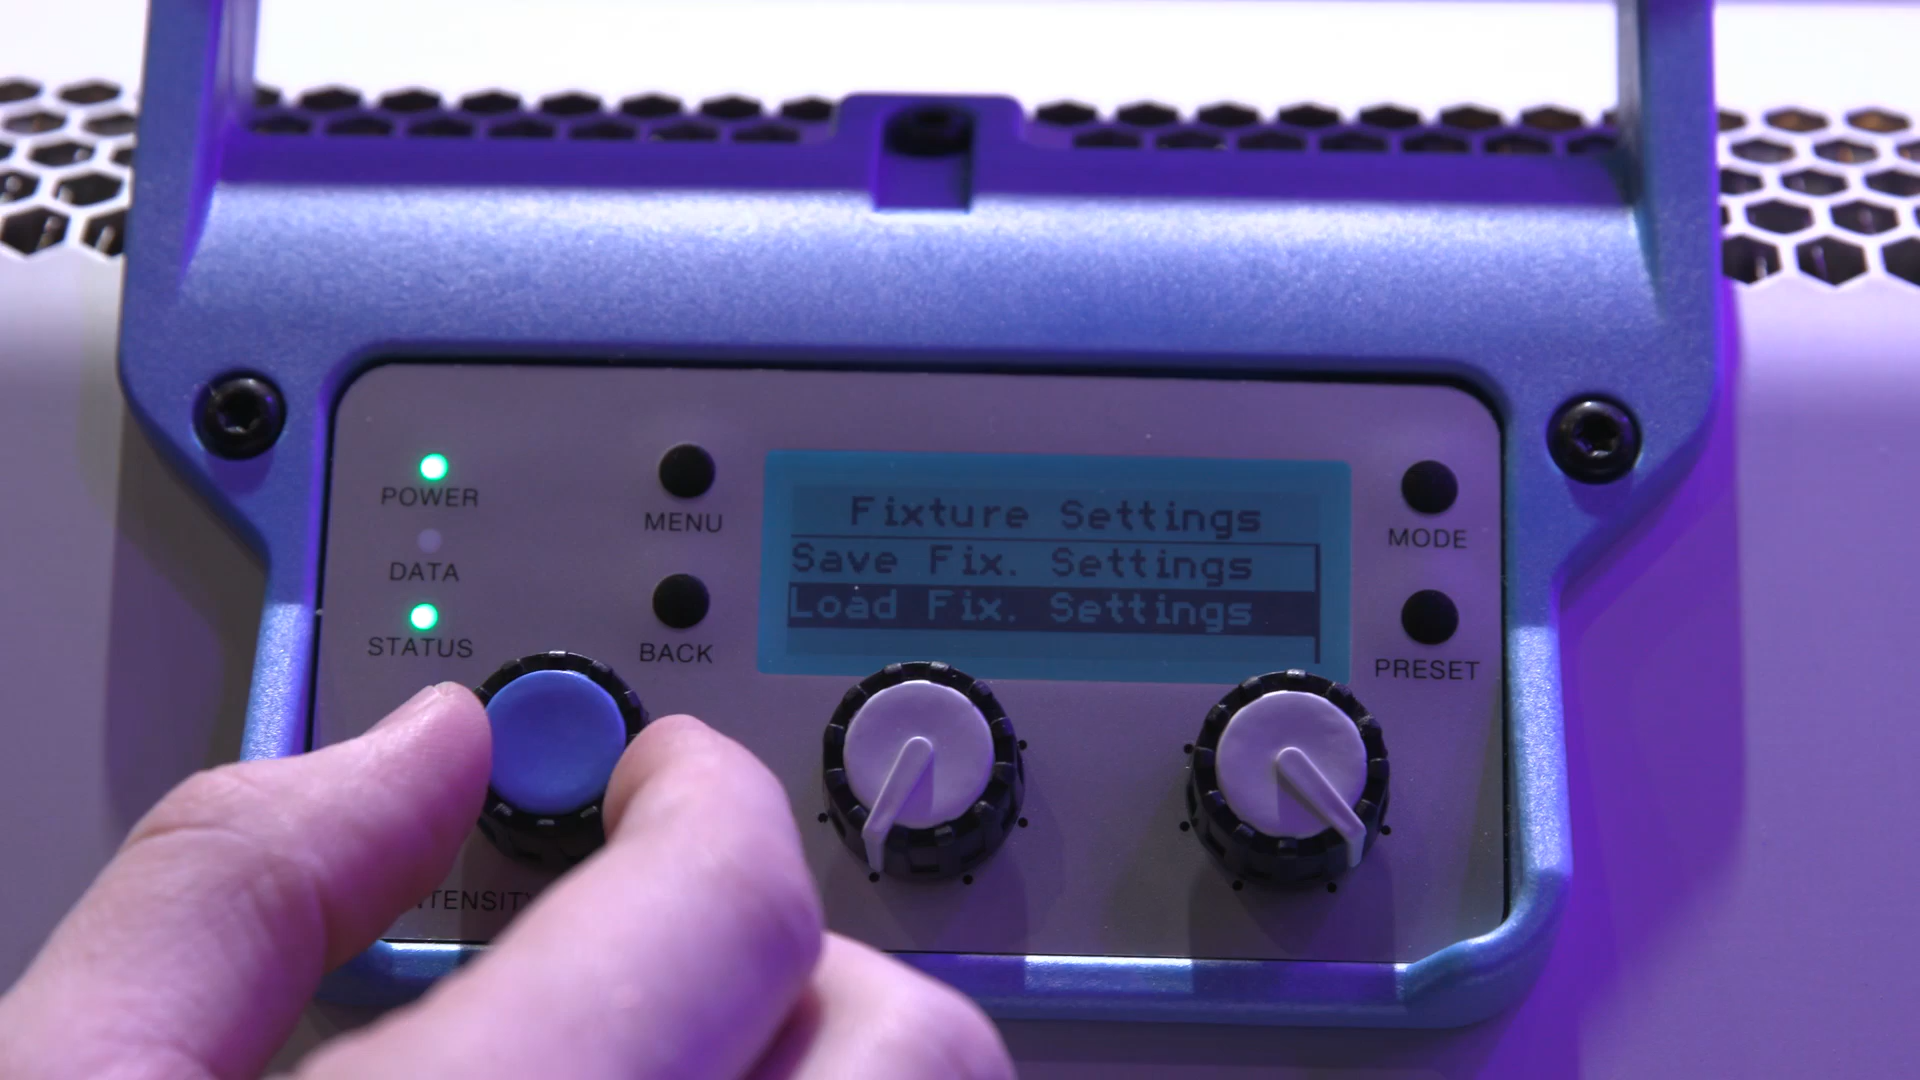 POWER
DATA
STATUS
MENU
BACK
Fixture Settings
Save Fix. Settings
Load Fix. Settings
MODE
PRESET